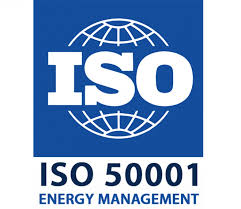 ISO
ISO 50001
ENERGY MANAGEMENT